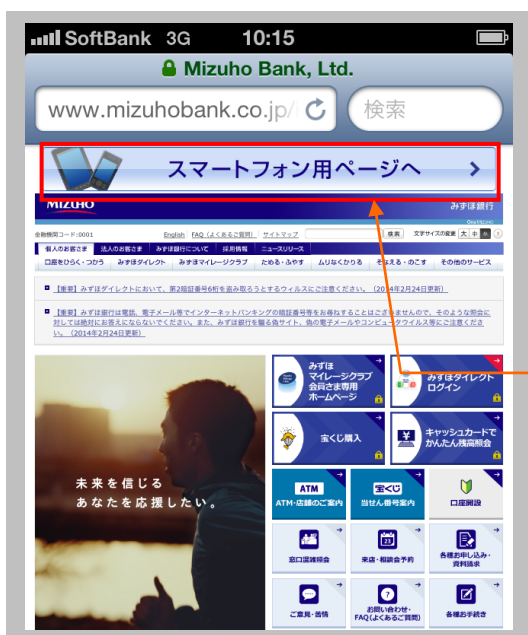 SoftBank 3G 10:15
Mizuho Bank, Ltd.
www.mizuhobank.co.jp/ 検索
スマートフォン用ページへ
MIZUHO みずほ銀行
One MIZUHO
金融機関コード:0001 English FAQ（よくあるご質問） サイトマップ 検索 文字サイズの変更 大 中 小
個人のお客さま 法人のお客さま みずほ銀行について 採用情報 ニュースリリース
口座をひらく・つかう みずほダイレクト みずほマイレージクラブ ためる・ふやす ムリなくかりる そなえる・のこす その他のサービス
【重要】みずほダイレクトにおいて、第2暗証番号6桁を盗み取ろうとするウィルスにご注意ください。（2014年2月24日更新）
【重要】みずほ銀行は電話、電子メール等でインターネットバンキングの暗証番号等をお尋ねすることはございませんので、そのような照会に
対しては絶対にお答えにならないでください。また、みずほ銀行を騙る偽サイト、偽の電子メールやコンピュータウイルス等にご注意くださ
い。（2014年2月24日更新）
みずほ
マイレージクラブ
会員さま専用
ホームページ
みずほダイレクト
ログイン
宝くじ購入
キャッシュカードで
かんたん残高照会
未来を信じる
あなたを応援したい。
ATM
ATM・店舗のご案内
宝くじ
当せん番号案内
口座開設
窓口混雑照会
23
来店・相談会予約
各種お申し込み・
資料請求
ご意見・苦情
お問い合わせ・
FAQ(よくあるご質問)
各種お手続き